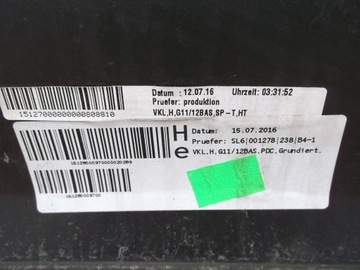 Datum : 12.07.16 Uhrzeit: 03:31:52
Pruefer: produktion
VKL,H,G11/12BAS,SP-T,HT
15127000000000808810
He
Datum: 15.07.2016
Pruefer: SL6|001278|238|B4-1
VKL,H,G11/12BAS,PDC,Grundiert.